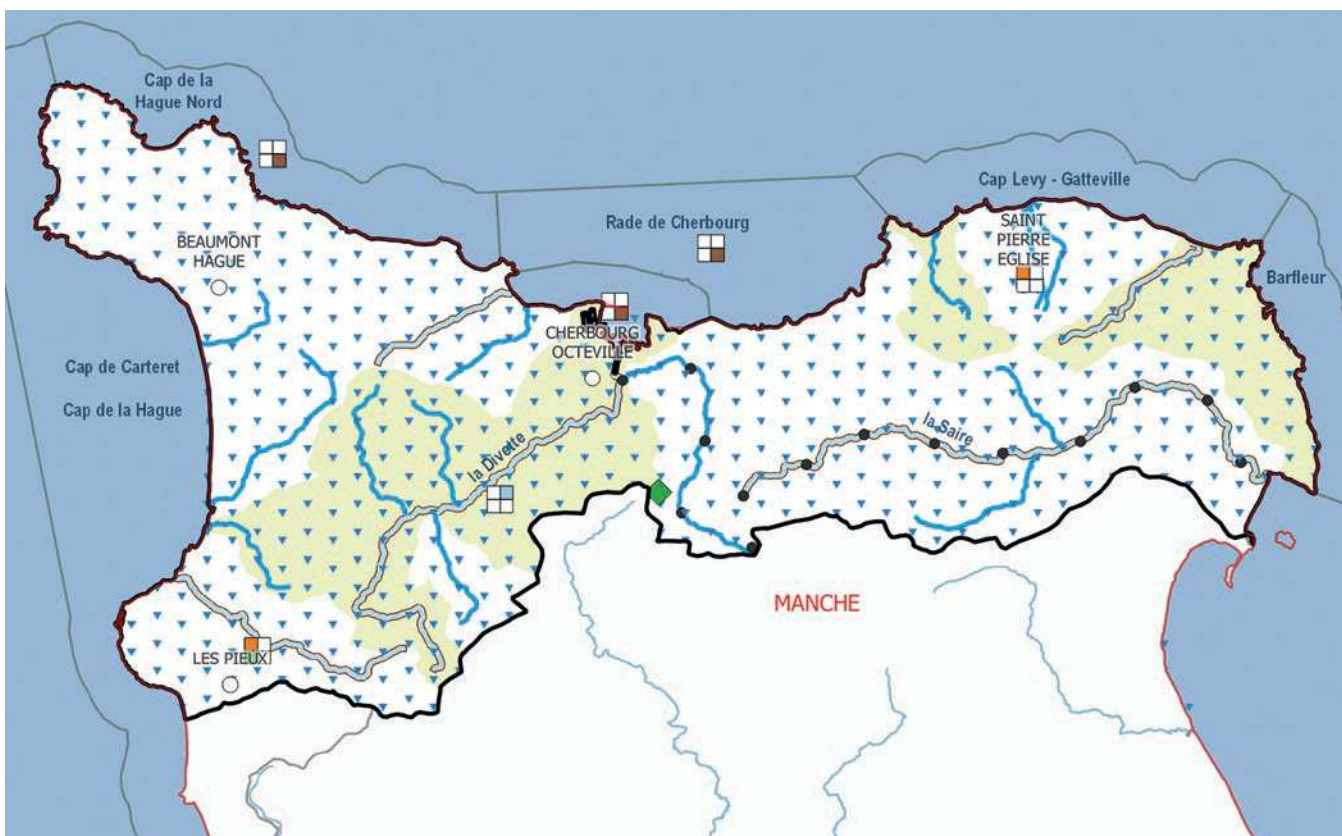 Cap de la
Hague Nord
Cap Levy - Gatteville
Rade de Cherbourg
SAINT
PIERRE
EGLISE
BEAUMONT
HAGUE
Barfleur
CHERBOURG
OCTEVILLE
Cap de Carteret
Cap de la Hague
la Divette
la Saire
MANCHE
LES PIEUX